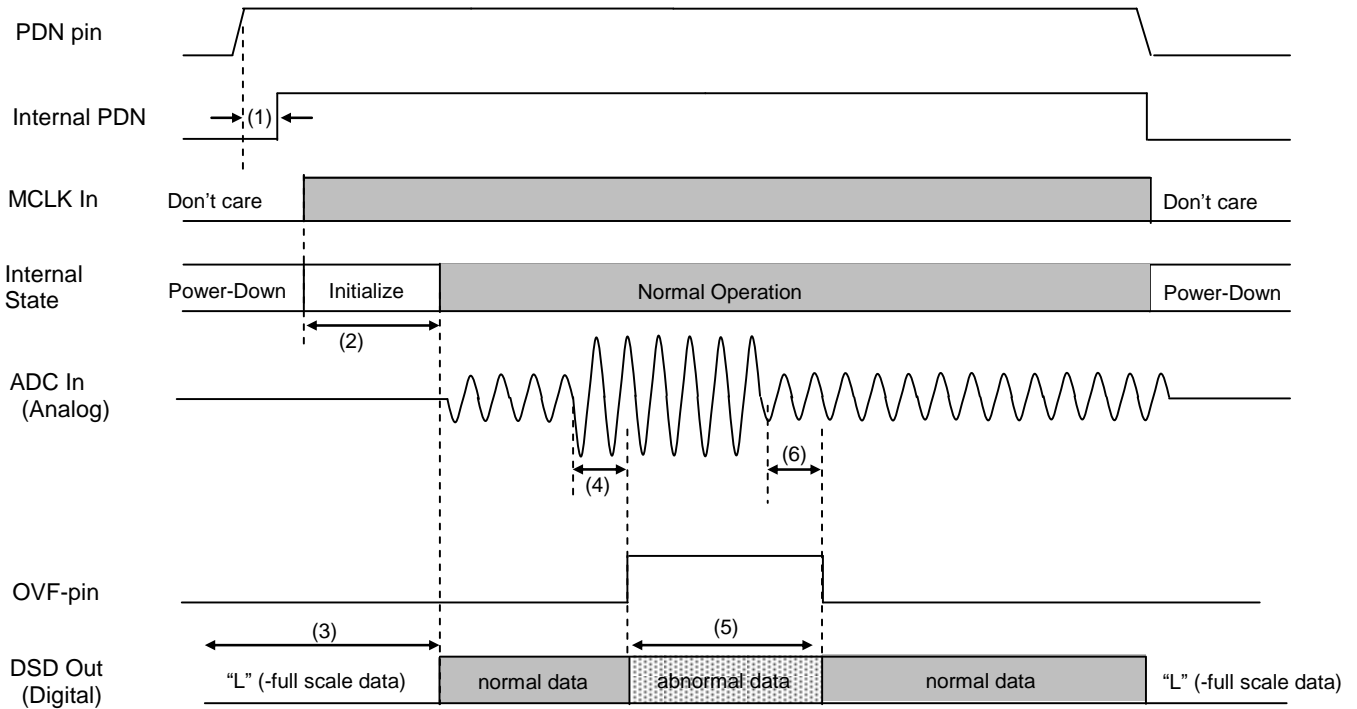 PDN pin
Internal PDN
(1)
MCLK In
Don't care
Don't care
Internal
State
Power-Down
Initialize
Normal Operation
Power-Down
(2)
ADC In
(Analog)
(4)
(6)
OVF-pin
(3)
(5)
DSD Out
(Digital)
“L” (-full scale data)
normal data
abnormal data
normal data
“L” (-full scale data)